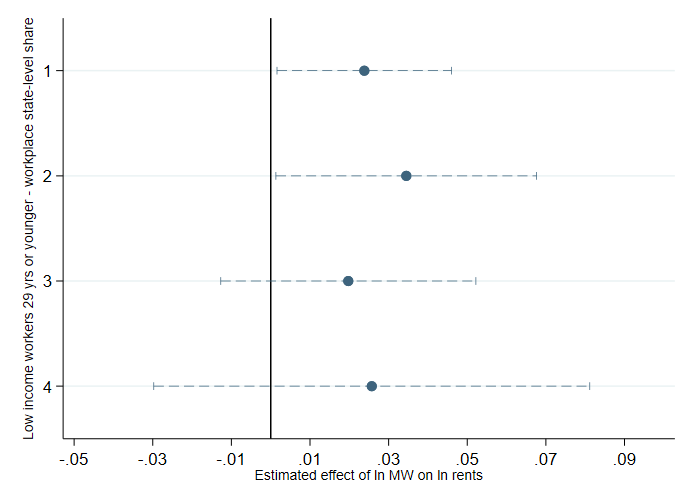 Low income workers 29 yrs or younger - workplace state-level share
1
2
3
4
-.05 -.03 -.01 .01 .03 .05 .07 .09
Estimated effect of ln MW on ln rents